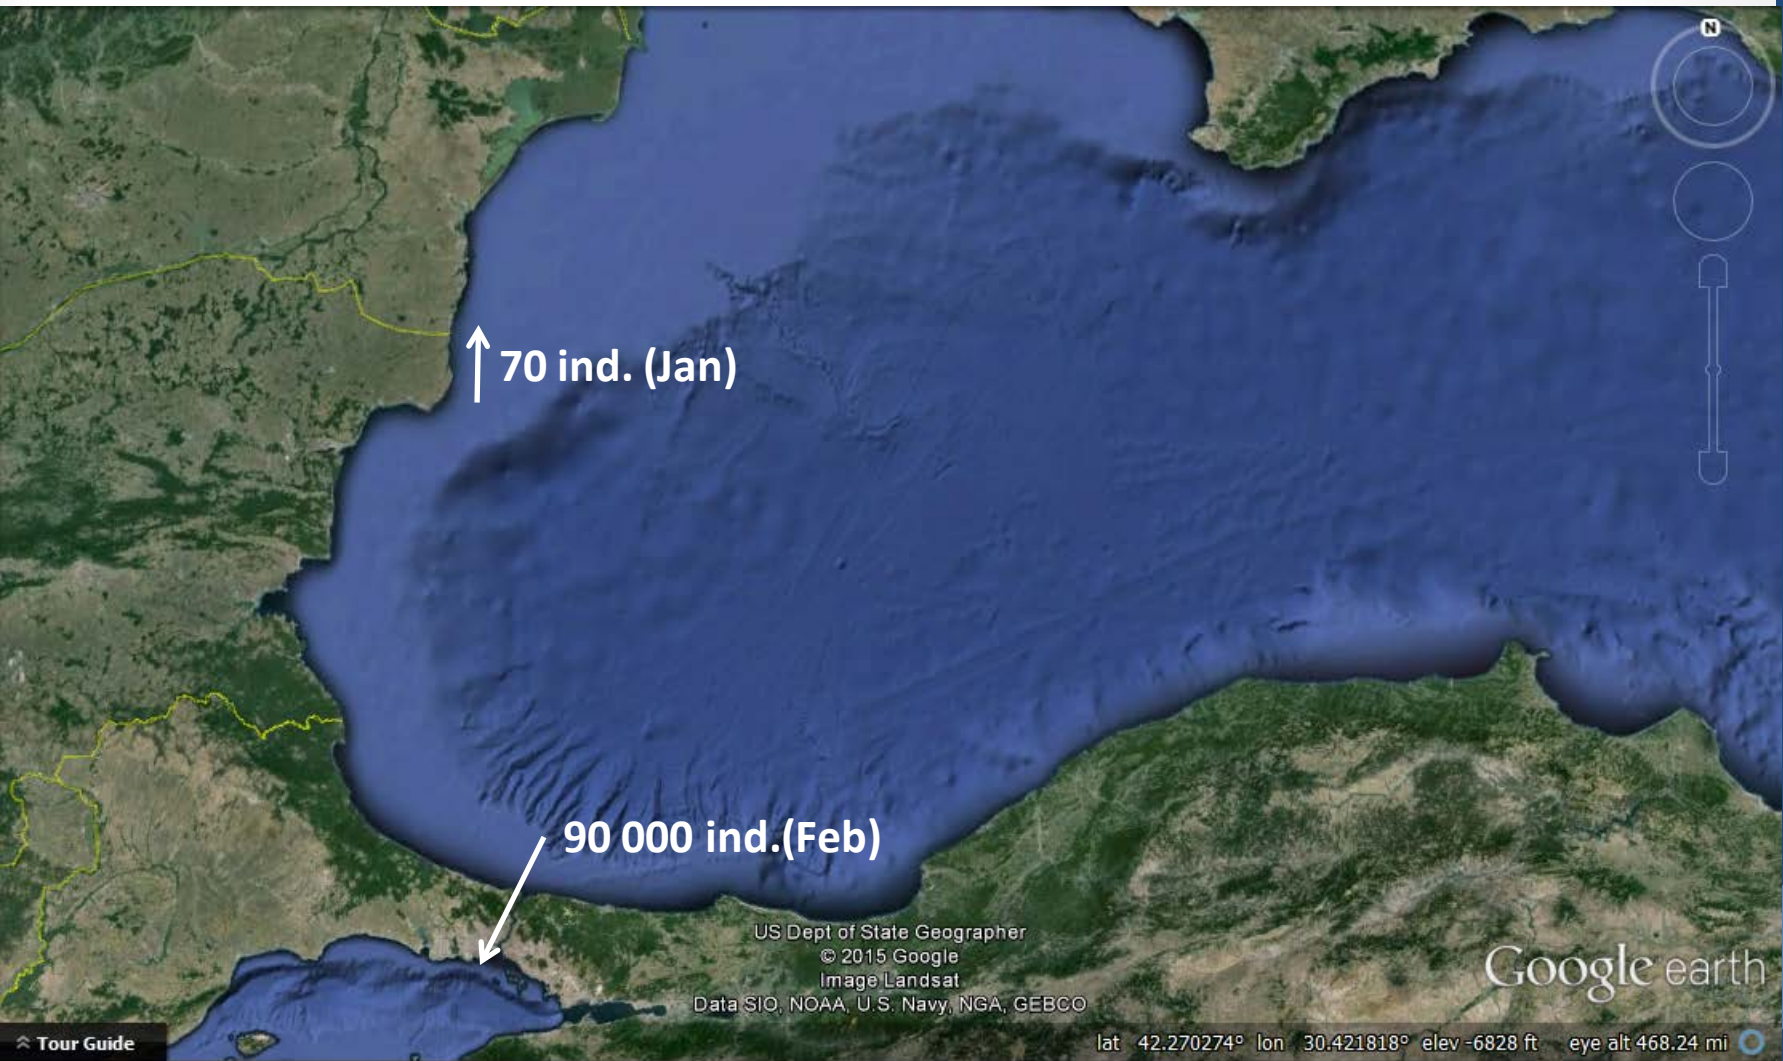 N
70 ind. (Jan)
90 000 ind.(Feb)
US Dept of State Geographer
© 2015 Google
Image Landsat
Data SIO, NOAA, U.S. Navy, NGA, GEBCO
Google earth
Tour Guide
lat 42.270274° lon 30.421818° elev -6828 ft eye alt 468.24 mi